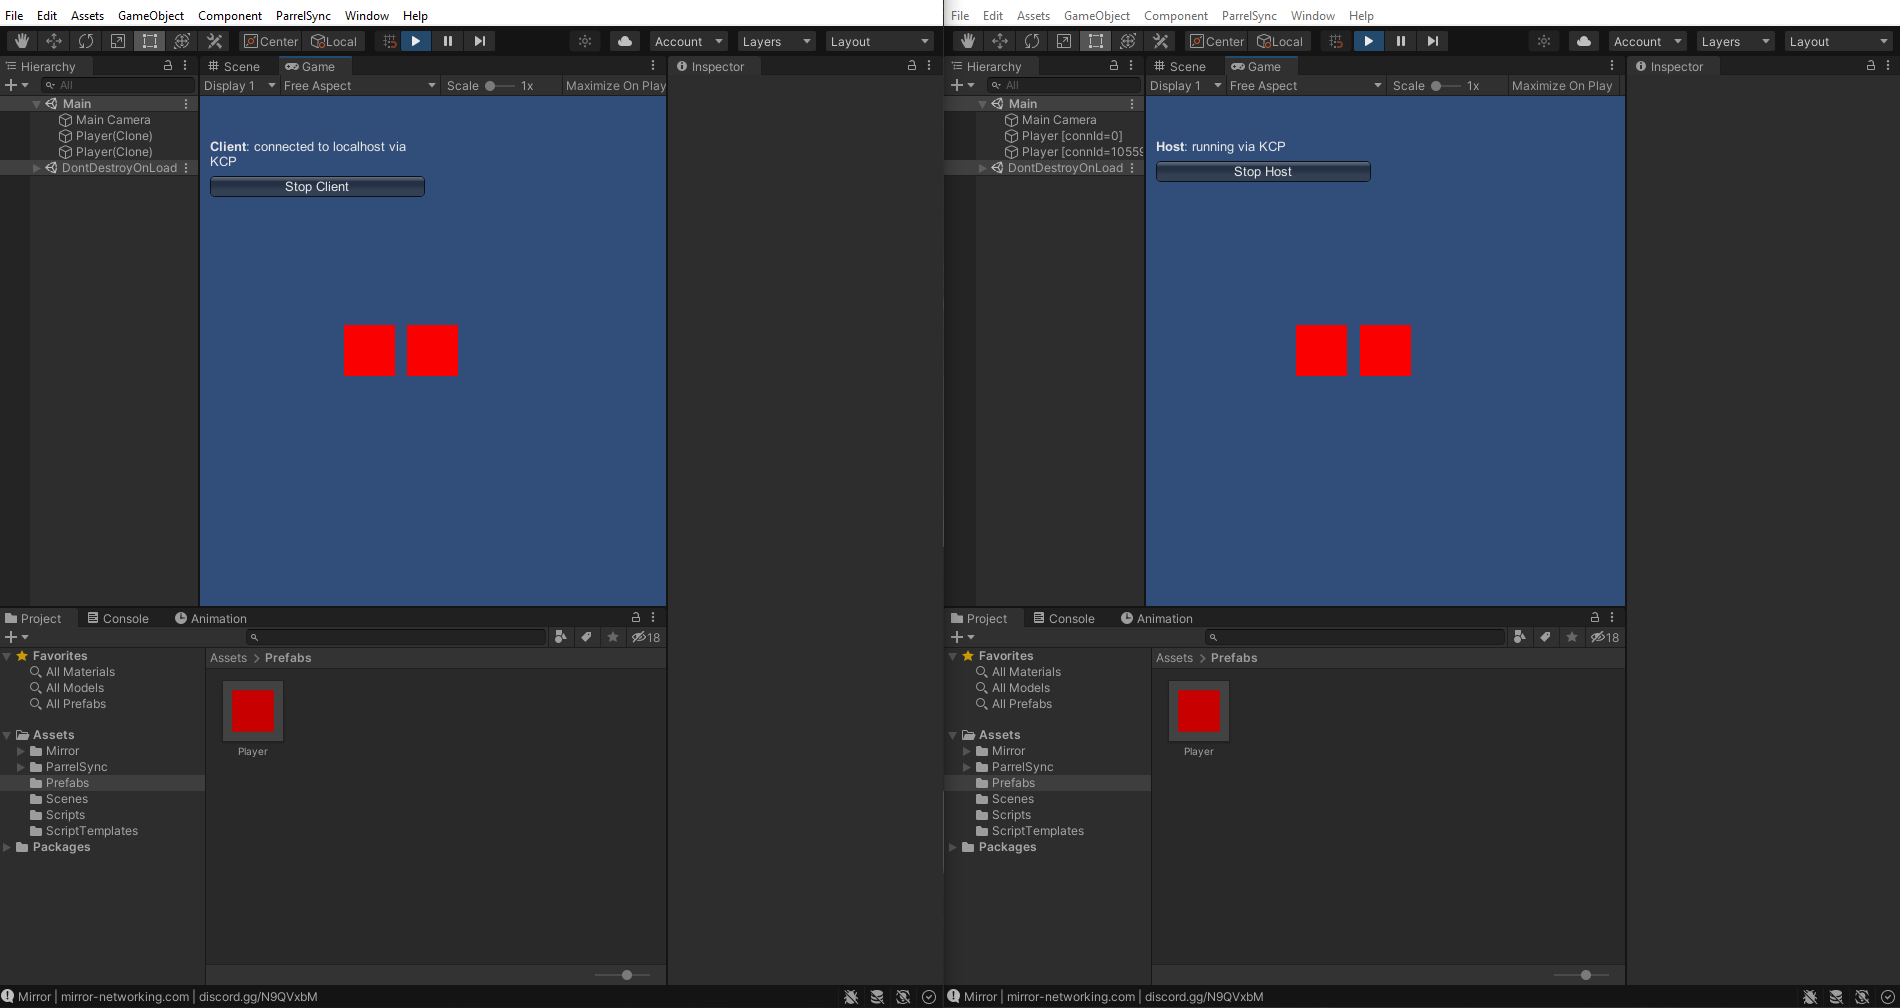 File Edit Assets GameObject Component ParrelSync Window Help
Center Local Account Layers Layout
Hierarchy
All
Main
Main Camera
Player(Clone)
Player(Clone)
DontDestroyOnLoad
Scene Game
Display 1 Free Aspect Scale 1x Maximize On Play
Client: connected to localhost via
KCP
Stop Client
Inspector
Project Console Animation
18
Favorites
All Materials
All Models
All Prefabs
Assets
Mirror
ParrelSync
Prefabs
Scenes
Scripts
ScriptTemplates
Packages
Assets > Prefabs
Player
Mirror | mirror-networking.com | discord.gg/N9QVxbM
File Edit Assets GameObject Component ParrelSync Window Help
Center Local Account Layers Layout
Hierarchy
All
Main
Main Camera
Player [connId=0]
Player [connId=10559
DontDestroyOnLoad
Scene Game
Display 1 Free Aspect Scale 1x Maximize On Play
Host: running via KCP
Stop Host
Inspector
Project Console Animation
18
Favorites
All Materials
All Models
All Prefabs
Assets
Mirror
ParrelSync
Prefabs
Scenes
Scripts
ScriptTemplates
Packages
Assets > Prefabs
Player
Mirror | mirror-networking.com | discord.gg/N9QVxbM